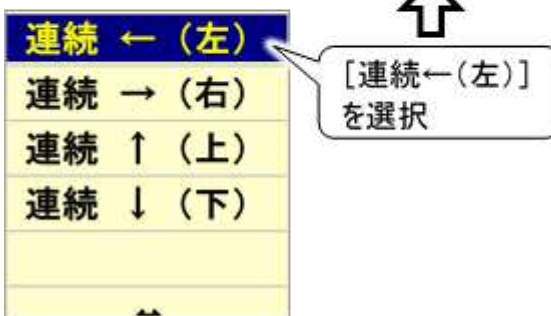 連続 ← （左）
［連続←（左）］
を選択
連続 → （右）
連続 ↑ （上）
連続 ↓ （下）